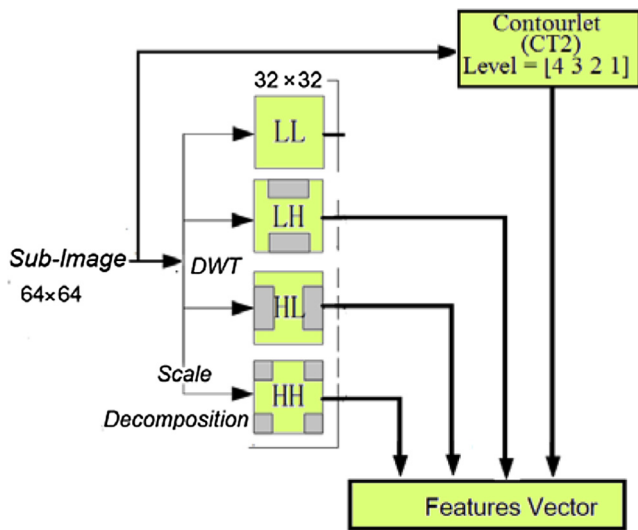 Contourlet
(CT2)
Level = [4 3 2 1]
32 ×32
LL
LH
Sub-Image
DWT
64×64
HL
Scale
HH
Decomposition
Features Vector